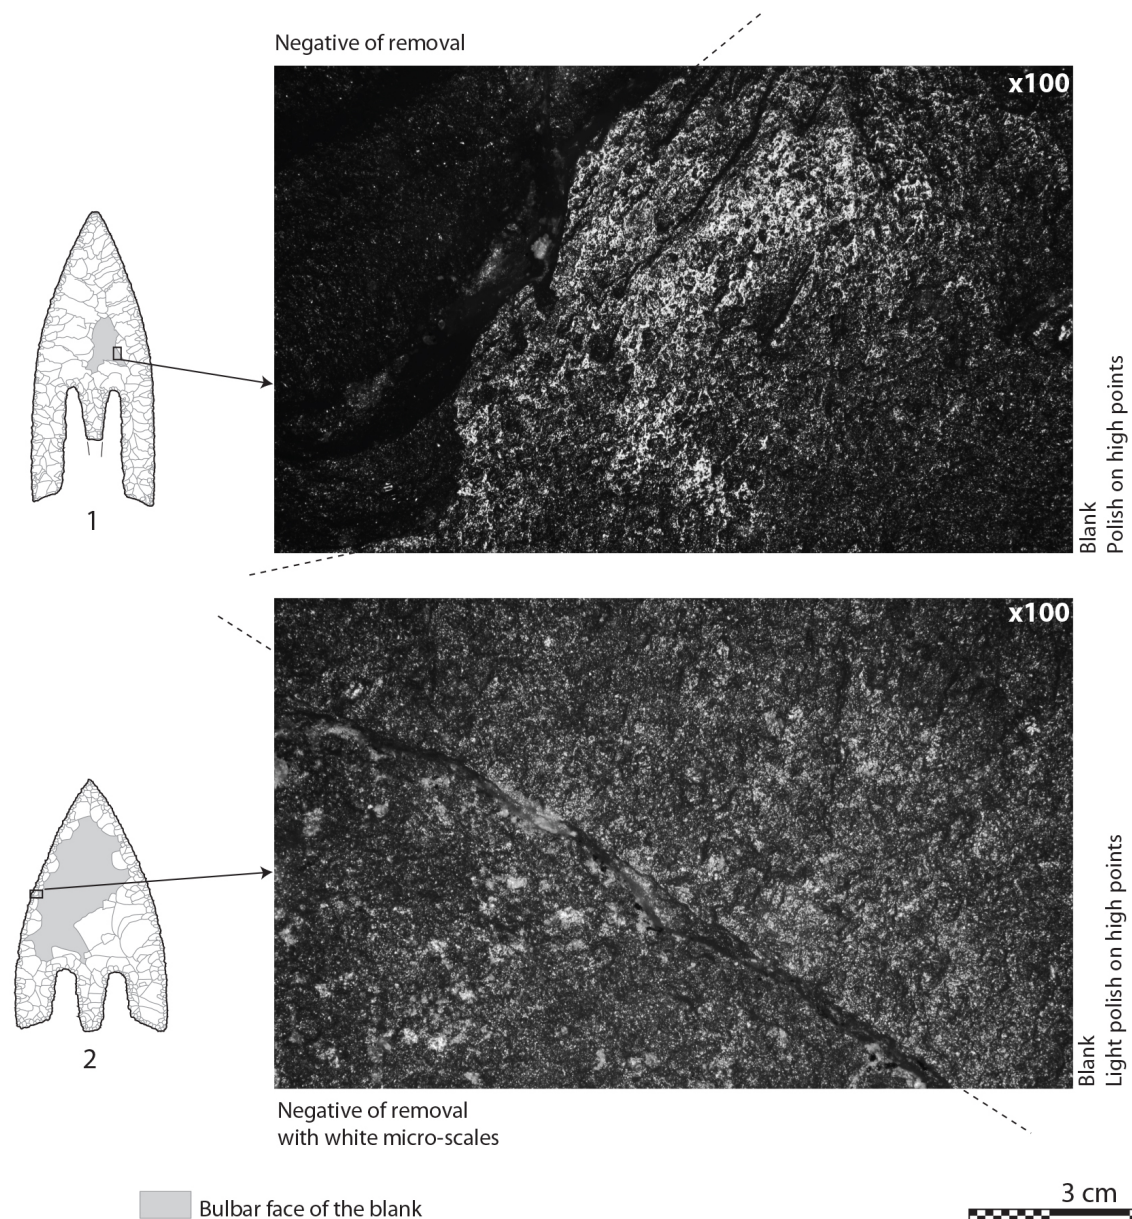 Negative of removal
x100
1
Blank
Polish on high points
x100
2
Blank
Light polish on high points
Negative of removal
with white micro-scales
Bulbar face of the blank
3 cm